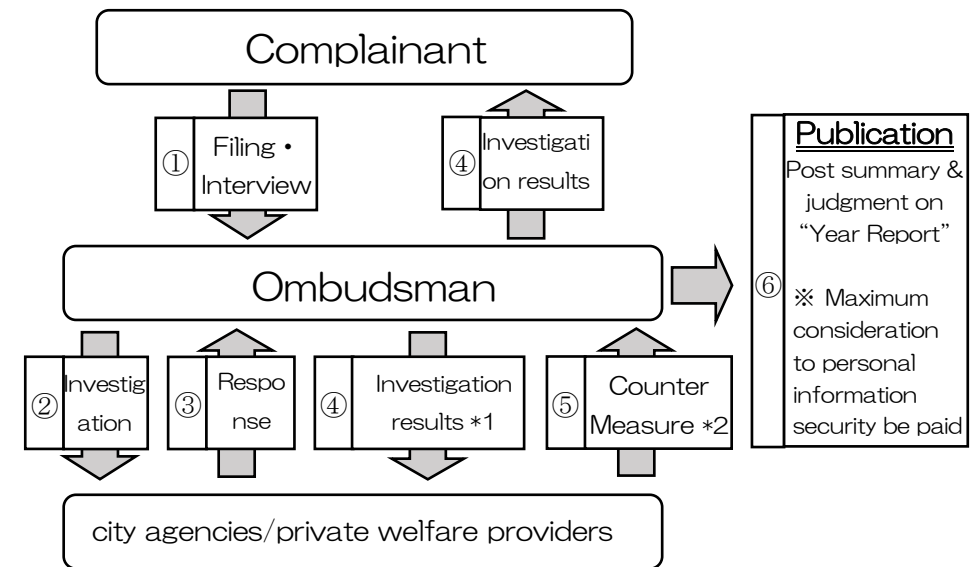 Complainant
①
Filing・
Interview
④
Investigati
on results
Ombudsman
②
Investig
ation
③
Respo
nse
④
Investigation
results *1
⑤
Counter
Measure *2
city agencies/private welfare providers
⑥
Publication
Post summary &
judgment on
“Year Report”
※ Maximum
consideration
to personal
information
security be paid